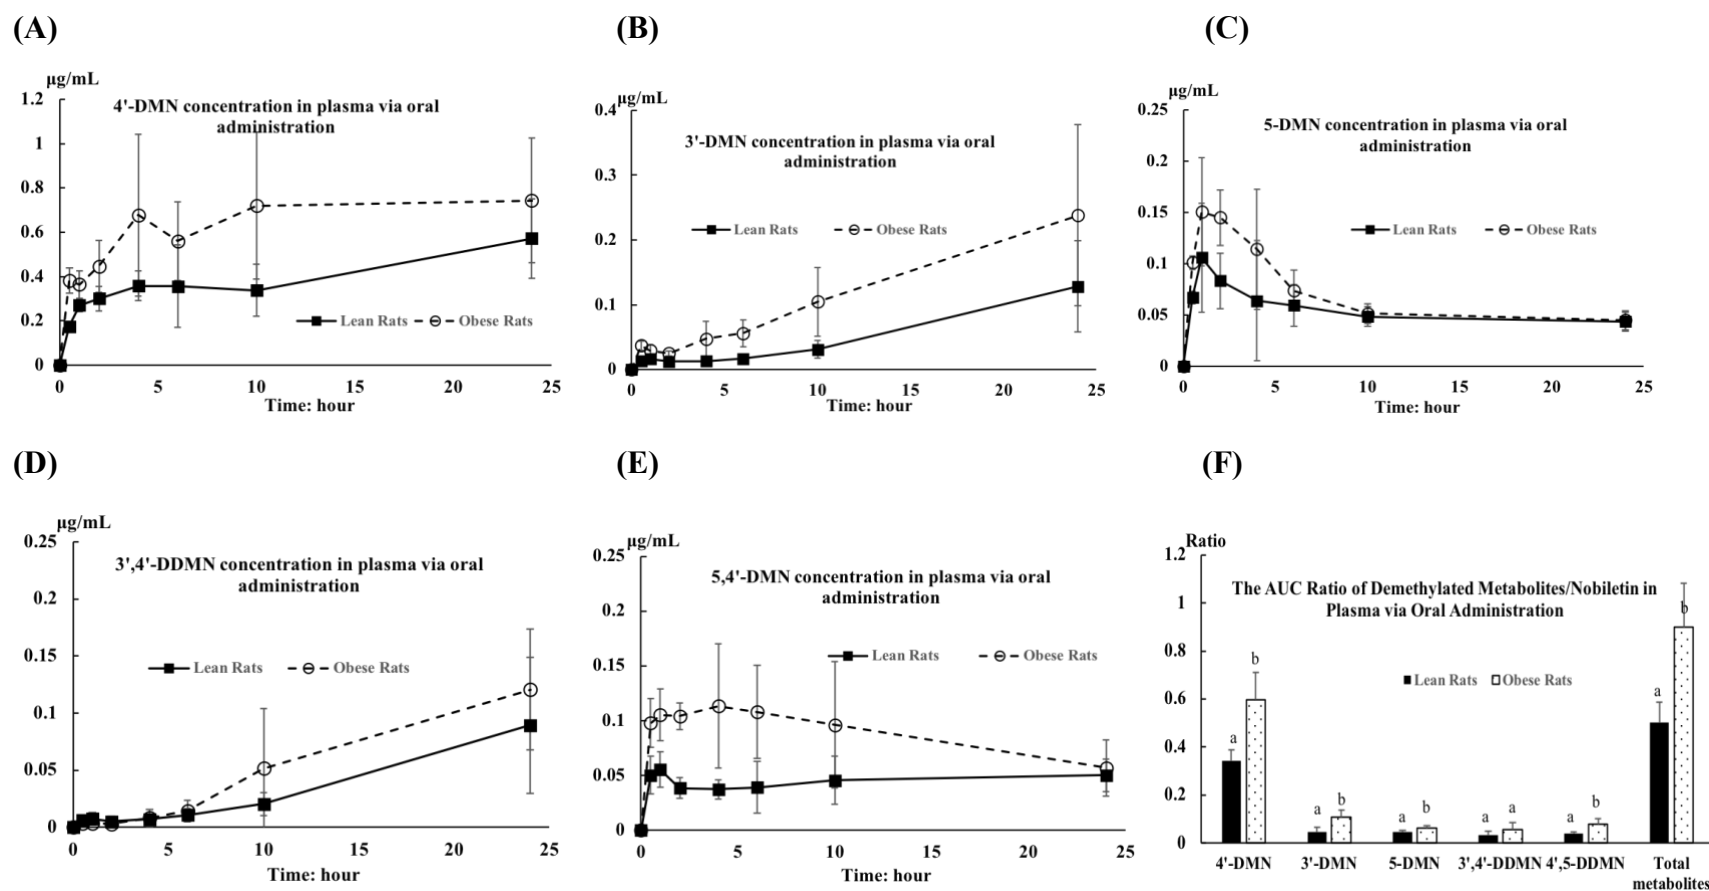 (A)
µg/mL
4'-DMN concentration in plasma via oral
administration
1.2
1
0.8
0.6
0.4
0.2
0
Lean Rats
Obese Rats
0
5
10
15
20
25
Time: hour
(B)
µg/mL
3'-DMN concentration in plasma via oral
administration
0.4
0.3
0.2
0.1
0
Lean Rats
Obese Rats
0
5
10
15
20
25
Time: hour
(C)
µg/mL
5-DMN concentration in plasma via oral
administration
0.25
0.2
0.15
0.1
0.05
0
Lean Rats
Obese Rats
0
5
10
15
20
25
Time: hour
(D)
µg/mL
3',4'-DDMN concentration in plasma via oral
administration
0.25
0.2
0.15
0.1
0.05
0
Lean Rats
Obese Rats
0
5
10
15
20
25
Time: hour
(E)
µg/mL
5,4'-DMN concentration in plasma via oral
administration
0.25
0.2
0.15
0.1
0.05
0
Lean Rats
Obese Rats
0
5
10
15
20
25
Time: hour
(F)
Ratio
The AUC Ratio of Demethylated Metabolites/Nobiletin in
Plasma via Oral Administration
1.2
1
0.8
0.6
0.4
0.2
0
Lean Rats
Obese Rats
a
b
a
b
a
b
a
a
a
b
a
b
4'-DMN
3'-DMN
5-DMN
3',4'-DDMN
4',5-DDMN
Total
metabolites